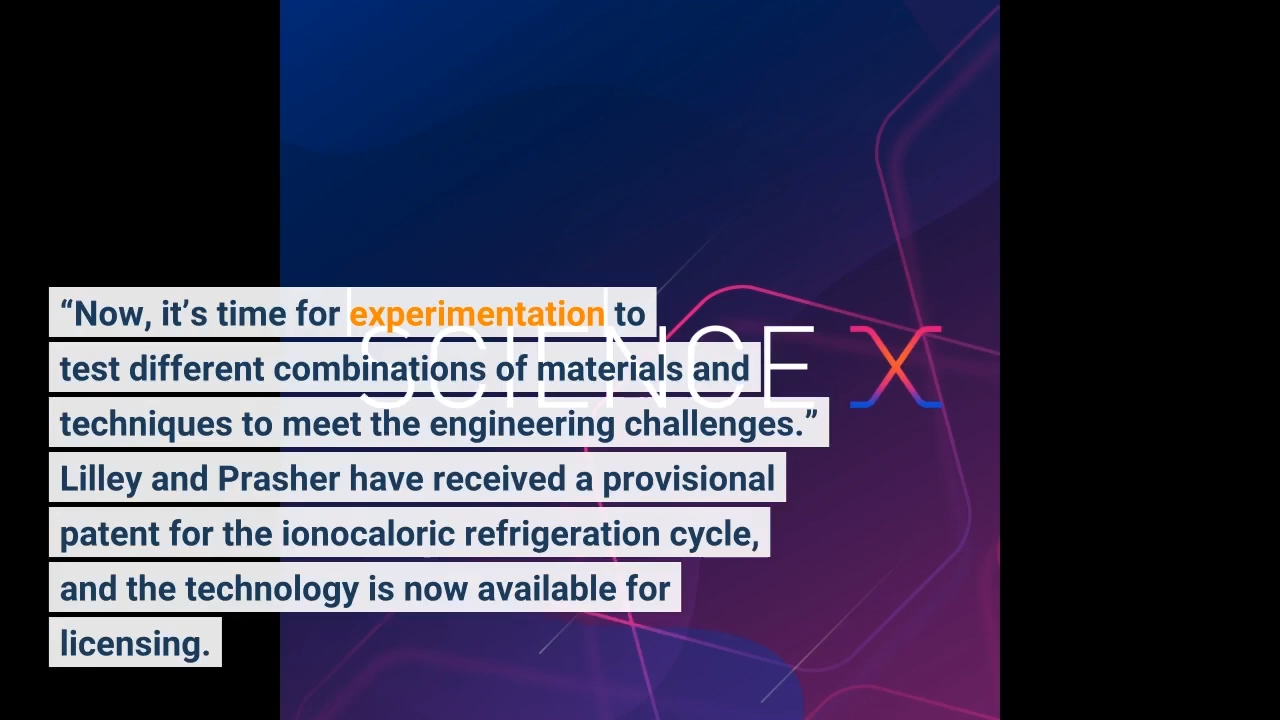 “Now, it’s time for experimentation to
test different combinations of materials and
techniques to meet the engineering challenges.”
Lilley and Prasher have received a provisional
patent for the ionocaloric refrigeration cycle,
and the technology is now available for
licensing.
SCIENCE X